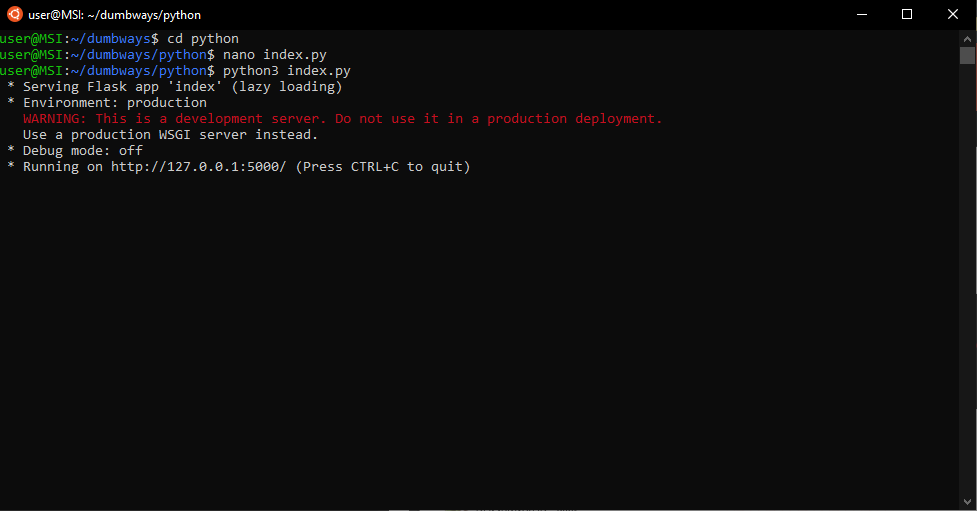 user@MSI: ~/dumbways/python
user@MSI:~/dumbways$ cd python
user@MSI:~/dumbways/python$ nano index.py
user@MSI:~/dumbways/python$ python3 index.py
 * Serving Flask app 'index' (lazy loading)
 * Environment: production
   WARNING: This is a development server. Do not use it in a production deployment.
   Use a production WSGI server instead.
 * Debug mode: off
 * Running on http://127.0.0.1:5000/ (Press CTRL+C to quit)